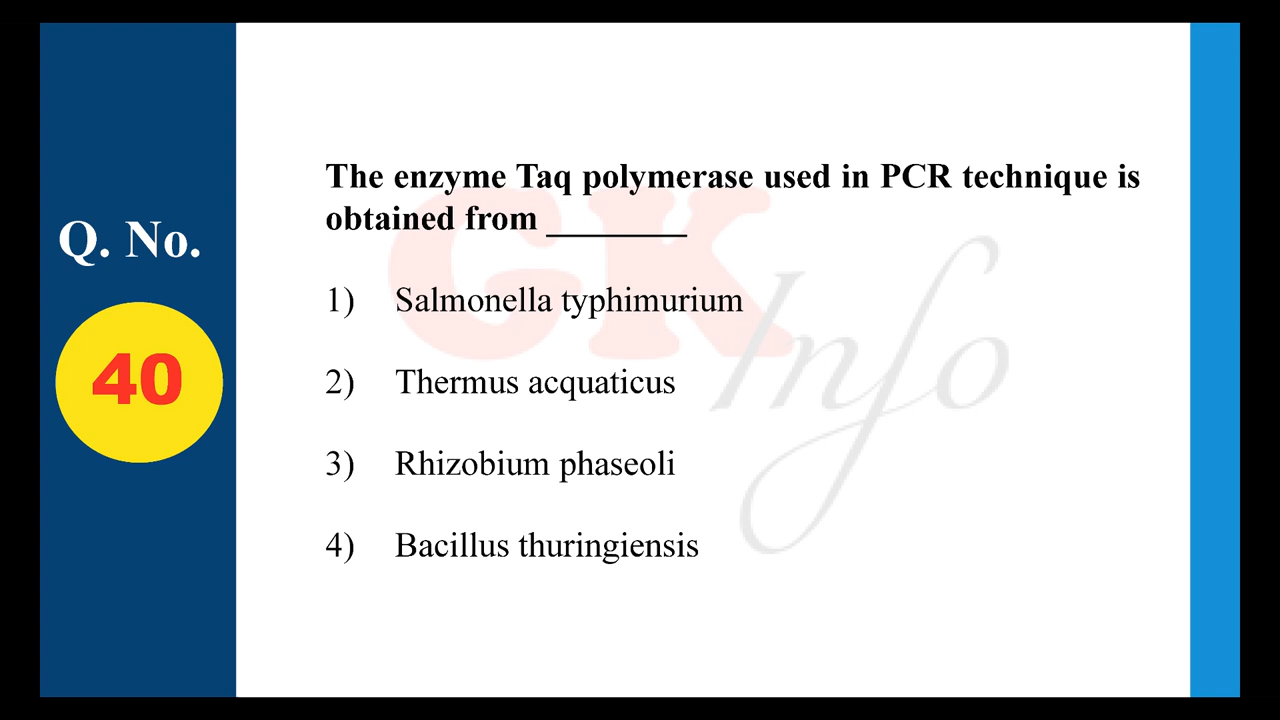 Q. No.
40
The enzyme Taq polymerase used in PCR technique is
obtained from ________
1) Salmonella typhimurium
2) Thermus acquaticus
3) Rhizobium phaseoli
4) Bacillus thuringiensis
GK Info